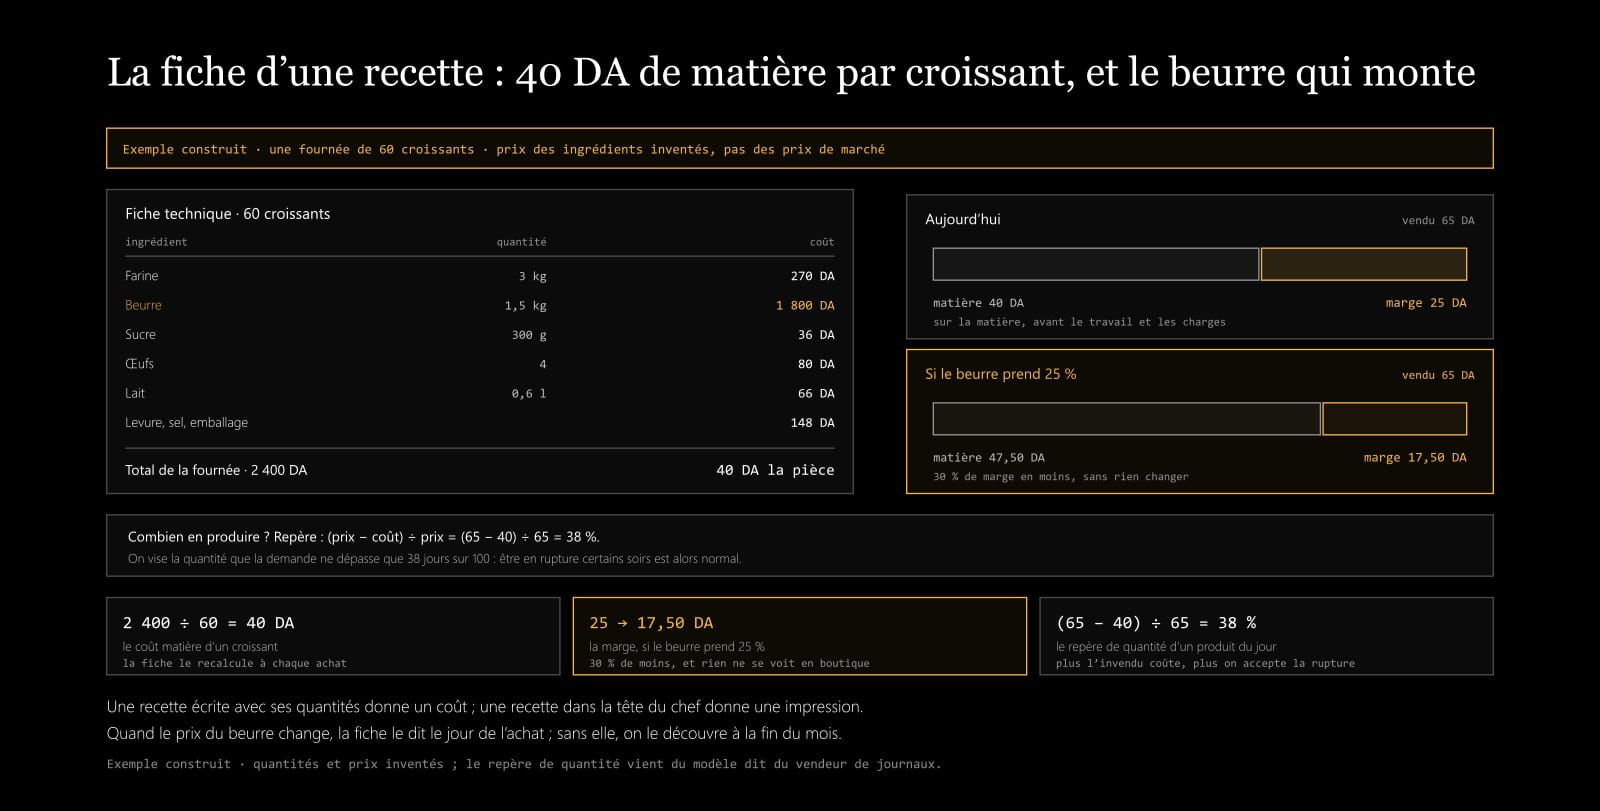 La fiche d’une recette : 40 DA de matière par croissant, et le beurre qui monte
Exemple construit · une fournée de 60 croissants · prix des ingrédients inventés, pas des prix de marché
Fiche technique · 60 croissants
ingrédient quantité coût
Farine 3 kg 270 DA
Beurre 1,5 kg 1 800 DA
Sucre 300 g 36 DA
Œufs 4 80 DA
Lait 0,6 l 66 DA
Levure, sel, emballage 148 DA
Total de la fournée · 2 400 DA 40 DA la pièce
Aujourd’hui vendu 65 DA
matière 40 DA marge 25 DA
sur la matière, avant le travail et les charges
Si le beurre prend 25 % vendu 65 DA
matière 47,50 DA marge 17,50 DA
30 % de marge en moins, sans rien changer
Combien en produire ? Repère : (prix − coût) ÷ prix = (65 − 40) ÷ 65 = 38 %.
On vise la quantité que la demande ne dépasse que 38 jours sur 100 : être en rupture certains soirs est alors normal.
2 400 ÷ 60 = 40 DA
le coût matière d’un croissant
la fiche le recalcule à chaque achat
25 → 17,50 DA
la marge, si le beurre prend 25 %
30 % de moins, et rien ne se voit en boutique
(65 − 40) ÷ 65 = 38 %
le repère de quantité d’un produit du jour
plus l’invendu coûte, plus on accepte la rupture
Une recette écrite avec ses quantités donne un coût ; une recette dans la tête du chef donne une impression.
Quand le prix du beurre change, la fiche le dit le jour de l’achat ; sans elle, on le découvre à la fin du mois.
Exemple construit · quantités et prix inventés ; le repère de quantité vient du modèle dit du vendeur de journaux.